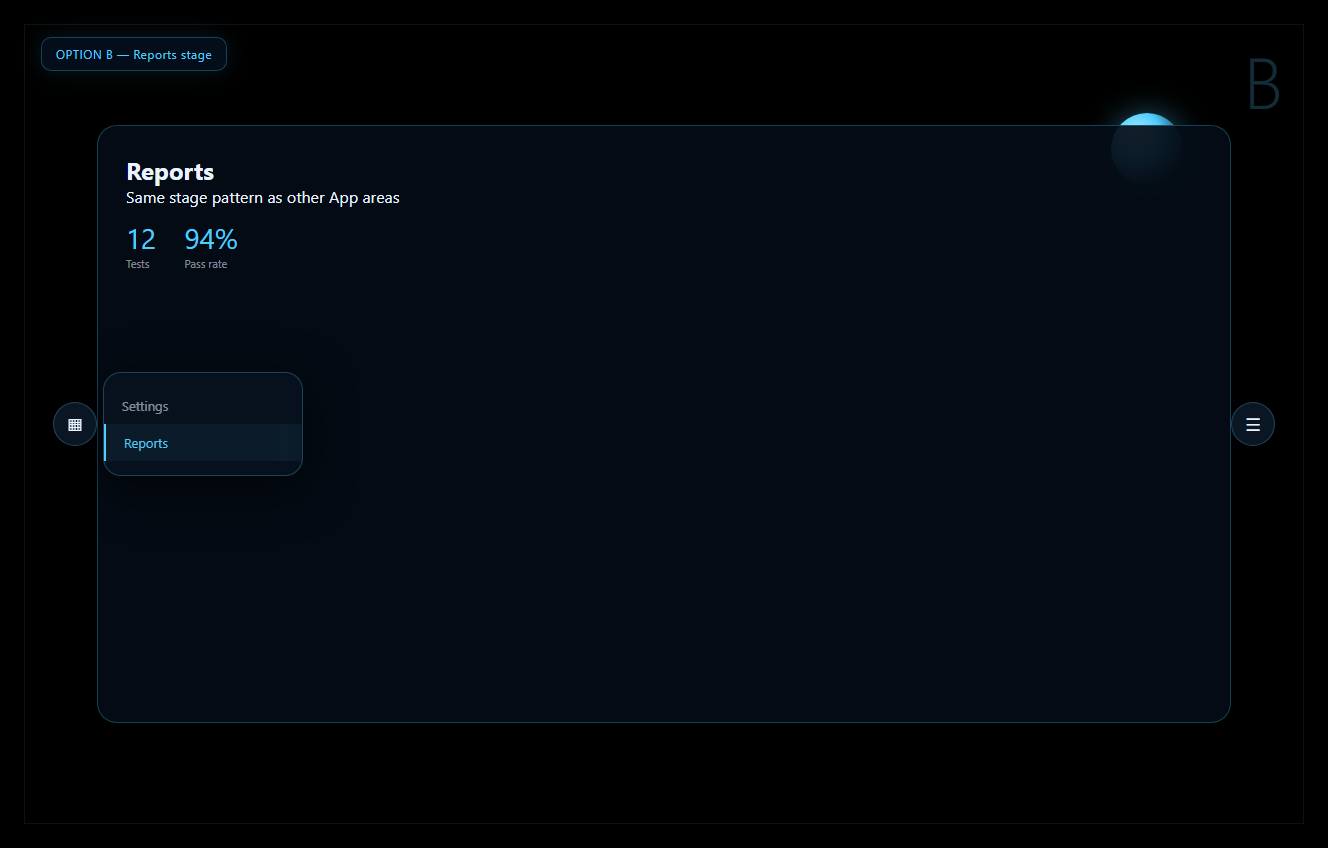 OPTION B — Reports stage
B
Reports
Same stage pattern as other App areas
12 94%
Tests Pass rate
Settings
Reports